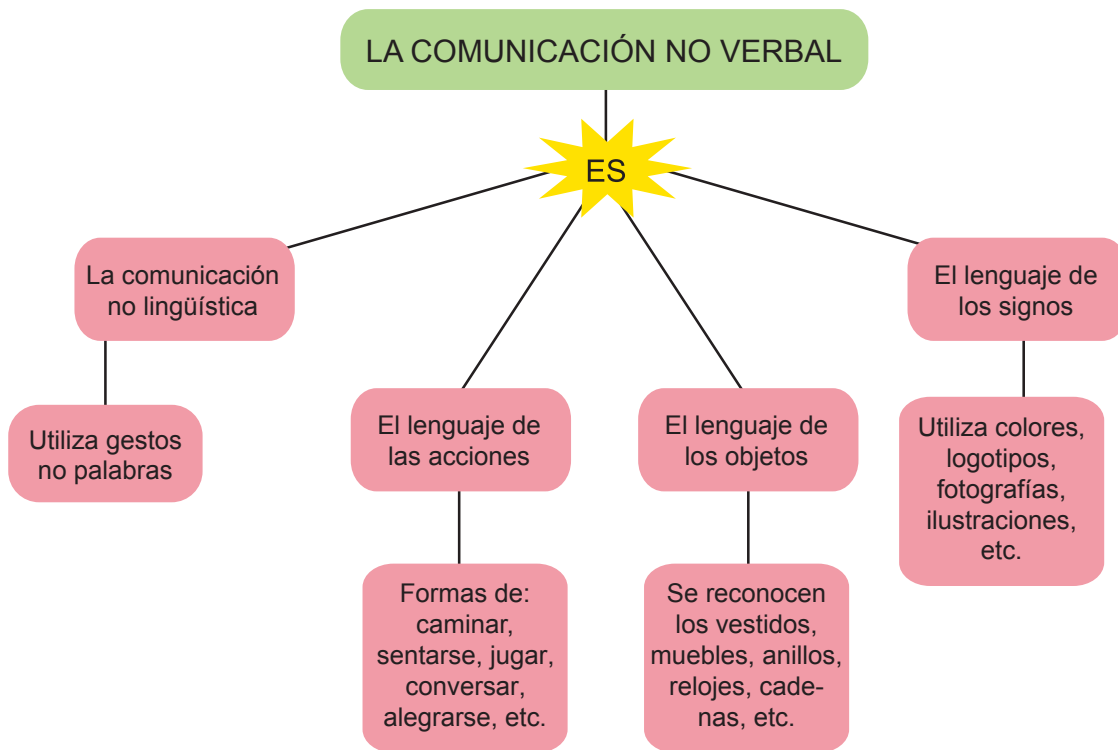 LA COMUNICACIÓN NO VERBAL
ES
La comunicación
no lingüística
Utiliza gestos
no palabras
El lenguaje de
las acciones
Formas de:
caminar,
sentarse, jugar,
conversar,
alegrarse, etc.
El lenguaje de
los objetos
Se reconocen
los vestidos,
muebles, anillos,
relojes, cade-
nas, etc.
El lenguaje de
los signos
Utiliza colores,
logotipos,
fotografías,
ilustraciones,
etc.